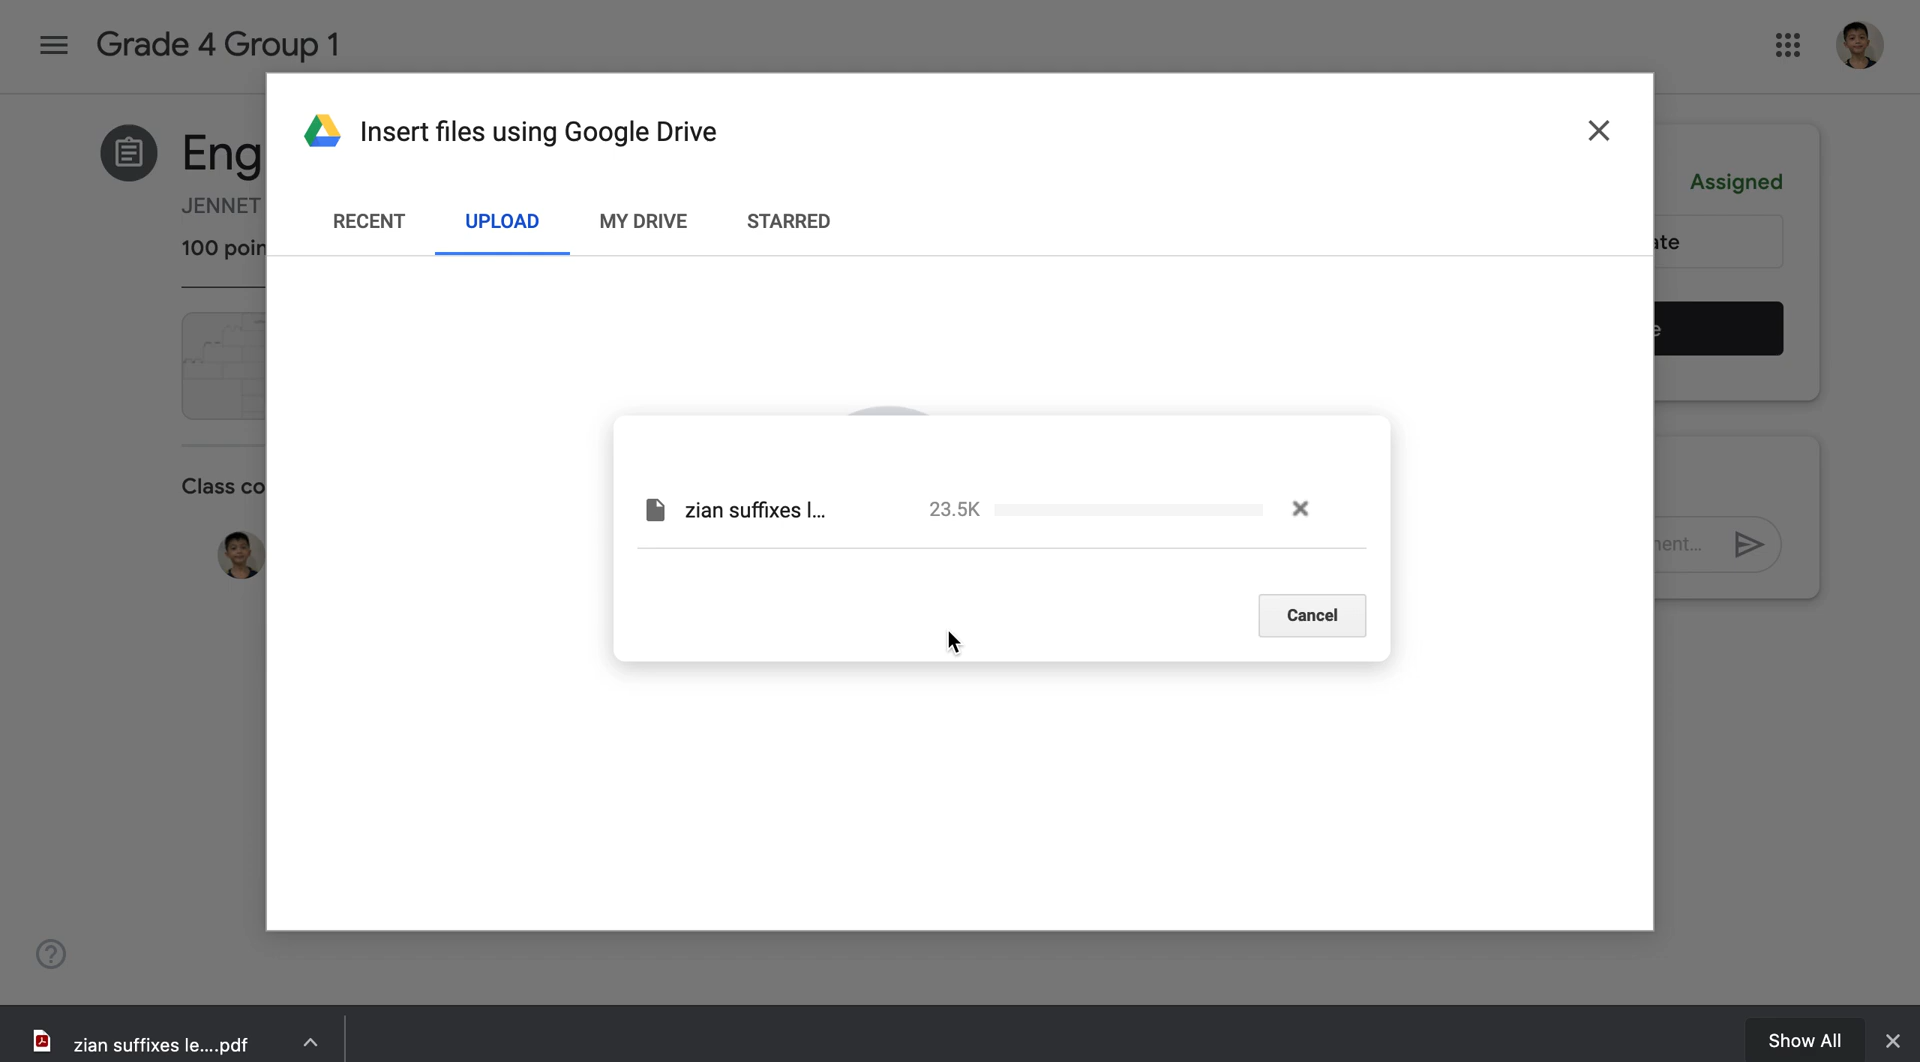 Grade 4 Group 1
Insert files using Google Drive
Eng
Assigned
JENNET
RECENT
UPLOAD
MY DRIVE
STARRED
100 poin
te
e
Class co
zian suffixes l...
23.5K
ent...
Cancel
zian suffixes le....pdf
Show All